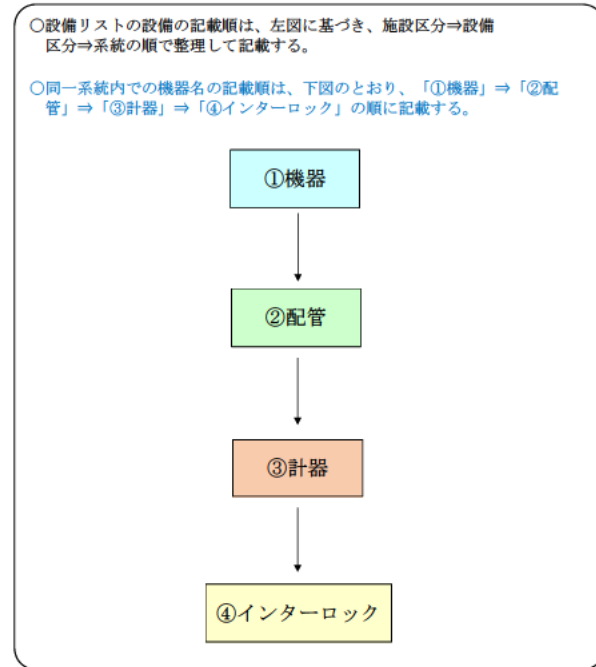 ○設備リストの設備の記載順は、左図に基づき、施設区分⇒設備
区分⇒系統の順で整理して記載する。
○同一系統内での機器名の記載順は、下図のとおり、「①機器」⇒「②配
管」⇒「③計器」⇒「④インターロック」の順に記載する。
①機器
②配管
③計器
④インターロック